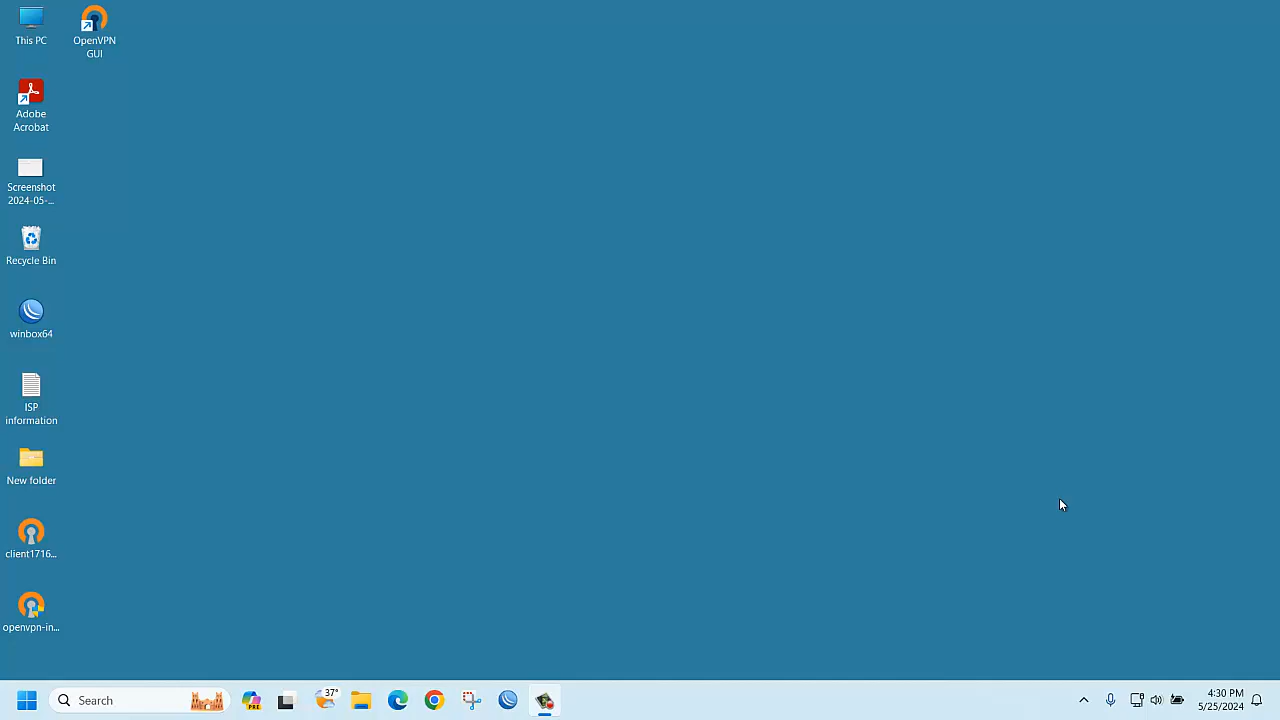 This PC
OpenVPN
GUI
Adobe
Acrobat
Screenshot
2024-05-...
Recycle Bin
winbox64
ISP
information
New folder
client1716...
openvpn-in...
Search
PRE
37°
4:30 PM
5/25/2024